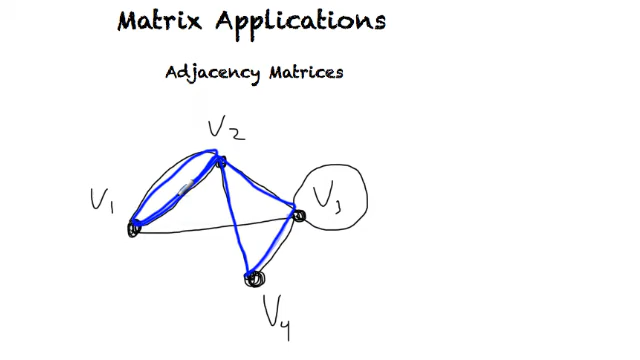 Matrix Applications
Adjacency Matrices
V2
V1
V3
V4